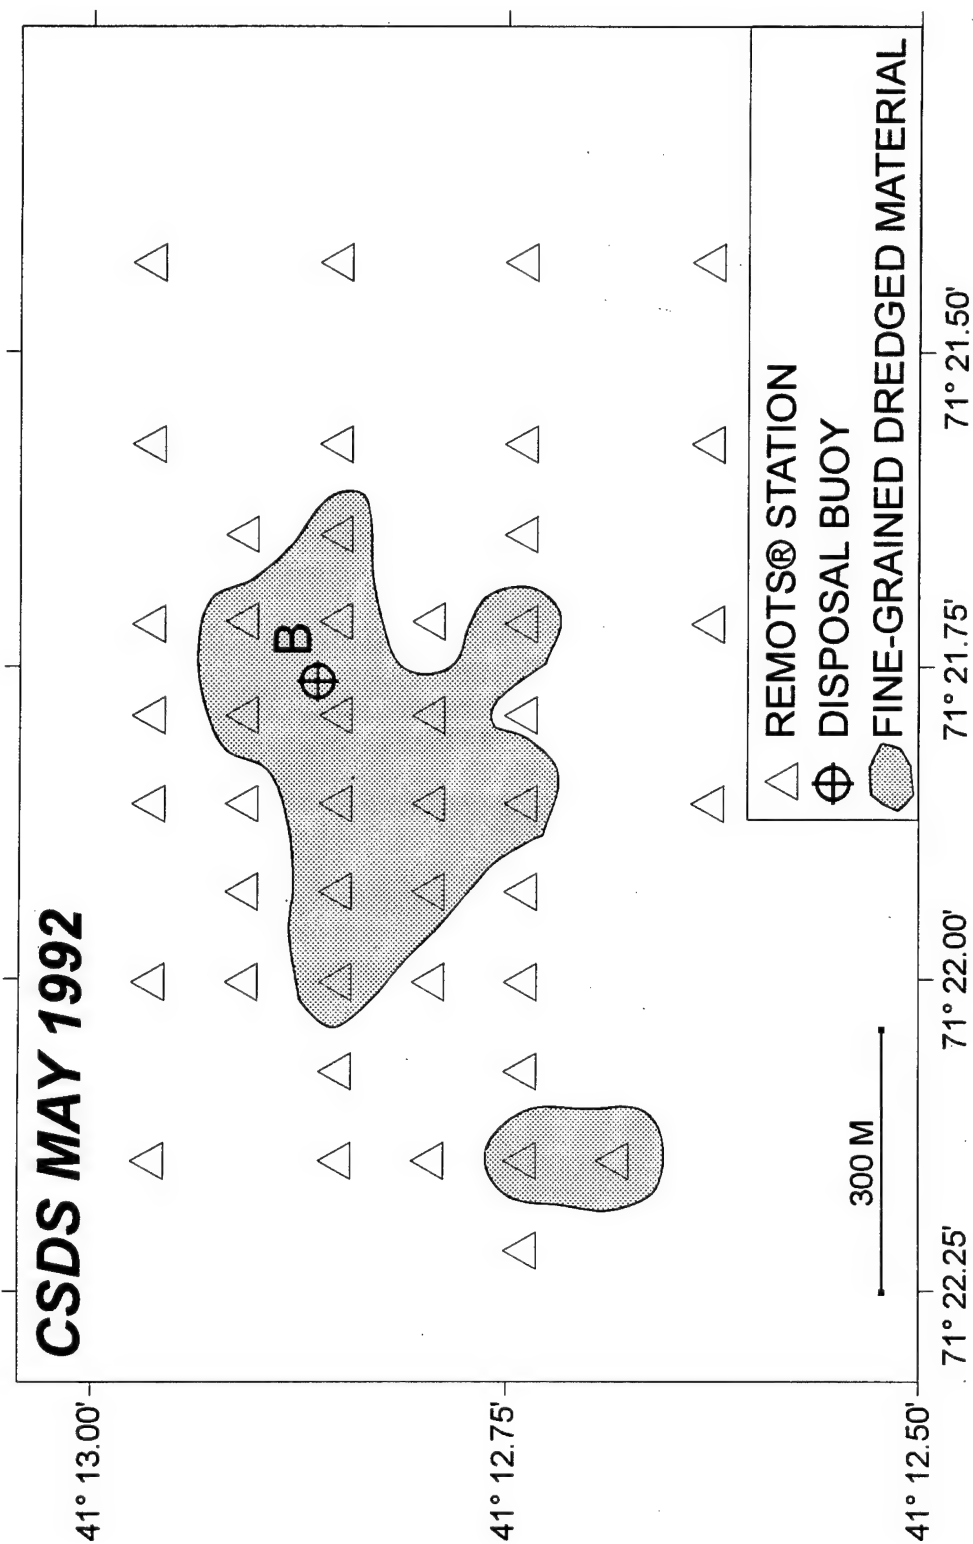 CSDS MAY 1992
41° 13.00'
41° 12.75'
41° 12.50'
B
300 M
REMOTS® STATION
DISPOSAL BUOY
FINE-GRAINED DREDGED MATERIAL
71° 22.25'
71° 22.00'
71° 21.75'
71° 21.50'